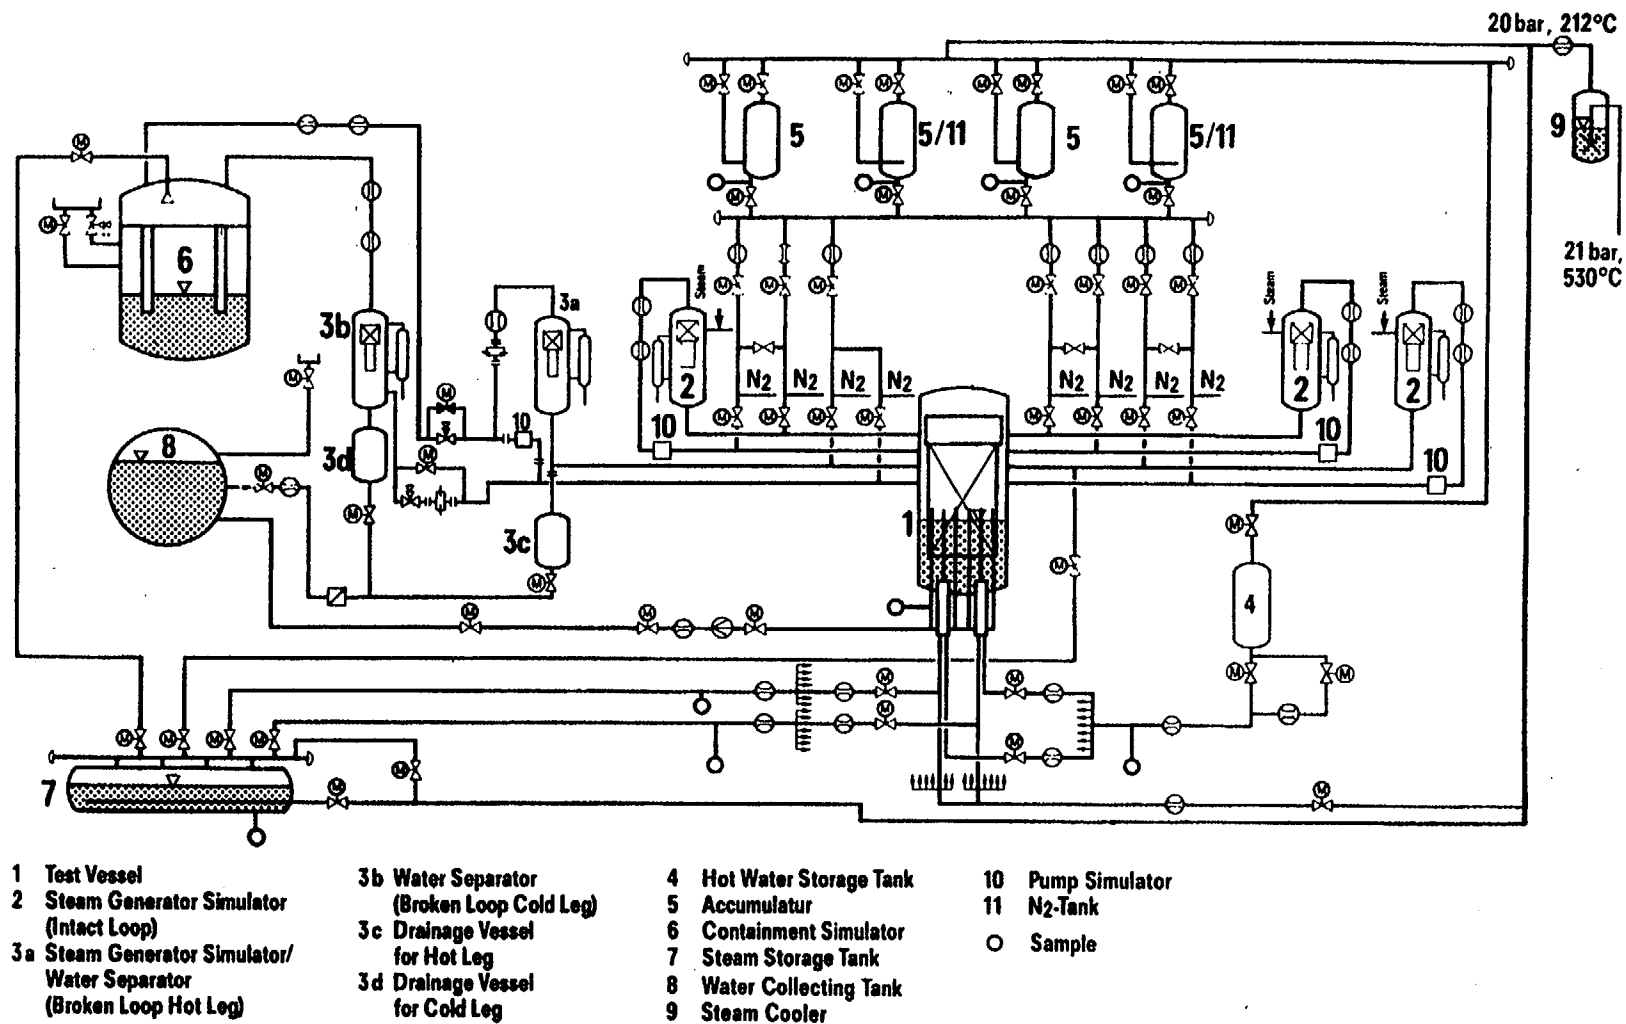 20 bar, 212°C
M M M M M M M M
5 5/11 5 5/11 9
M
M M M M
M
6
21 bar,
530°C
Steam Steam Steam
M M M M M M
3a
3b
2 2 2
M
N2 N2 N2 N2 N2 N2 N2 N2
M
M M M M M M M M
S
10 10 10 10
8
3d
M
M
S
M
1
3c
M
M
M
4
M M M
M M
M M
M
M M M M
M
M
7
M
M
1 Test Vessel
2 Steam Generator Simulator
(Intact Loop)
3a Steam Generator Simulator/
Water Separator
(Broken Loop Hot Leg)
3b Water Separator
(Broken Loop Cold Leg)
3c Drainage Vessel
for Hot Leg
3d Drainage Vessel
for Cold Leg
4 Hot Water Storage Tank
5 Accumulatur
6 Containment Simulator
7 Steam Storage Tank
8 Water Collecting Tank
9 Steam Cooler
10 Pump Simulator
11 N2-Tank
Sample